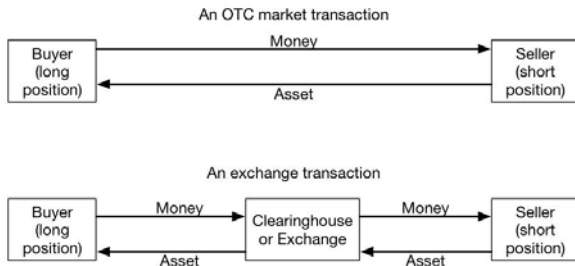 An OTC market transaction
Buyer
(long
position)
Money
Asset
Seller
(short
position)
An exchange transaction
Buyer
(long
position)
Money
Asset
Clearinghouse
or Exchange
Money
Asset
Seller
(short
position)